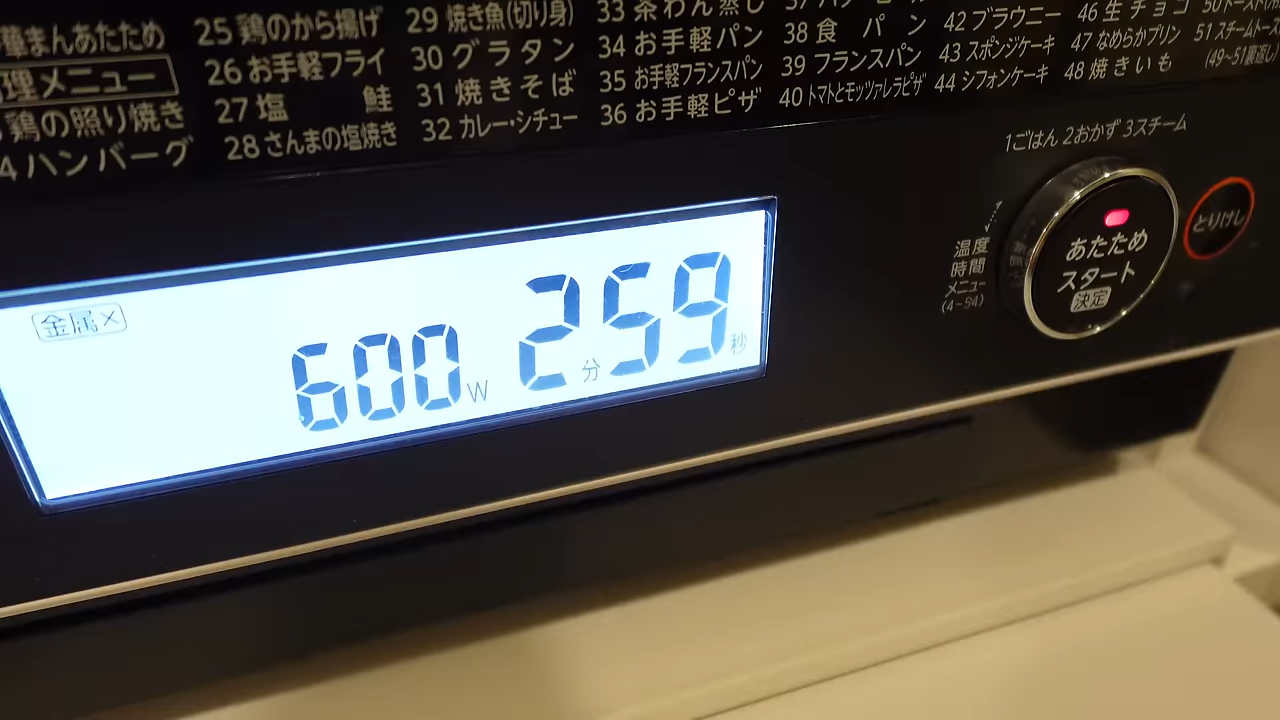 華まんあたため
理メニュー
鶏の照り焼き
4 ハンバーグ
25 鶏のから揚げ
26 お手軽フライ
27 塩 鮭
28 さんまの塩焼き
29 焼き魚(切り身)
30 グラタン
31 焼きそば
32 カレー・シチュー
33 茶わん蒸し
34 お手軽パン
35 お手軽フランスパン
36 お手軽ピザ
38 食 パ ン
39 フランスパン
40 トマトとモッツァレラピザ
42 ブラウニー
43 スポンジケーキ
44 シフォンケーキ
46 生チョコ
47 なめらかプリン
48 焼きいも
51 スチームトース
(49~51裏返し)
1ごはん 2おかず 3スチーム
温度
時間
メニュー
(4-54)
あたため
スタート
決定
とりけし
金属×
600W 2分59秒